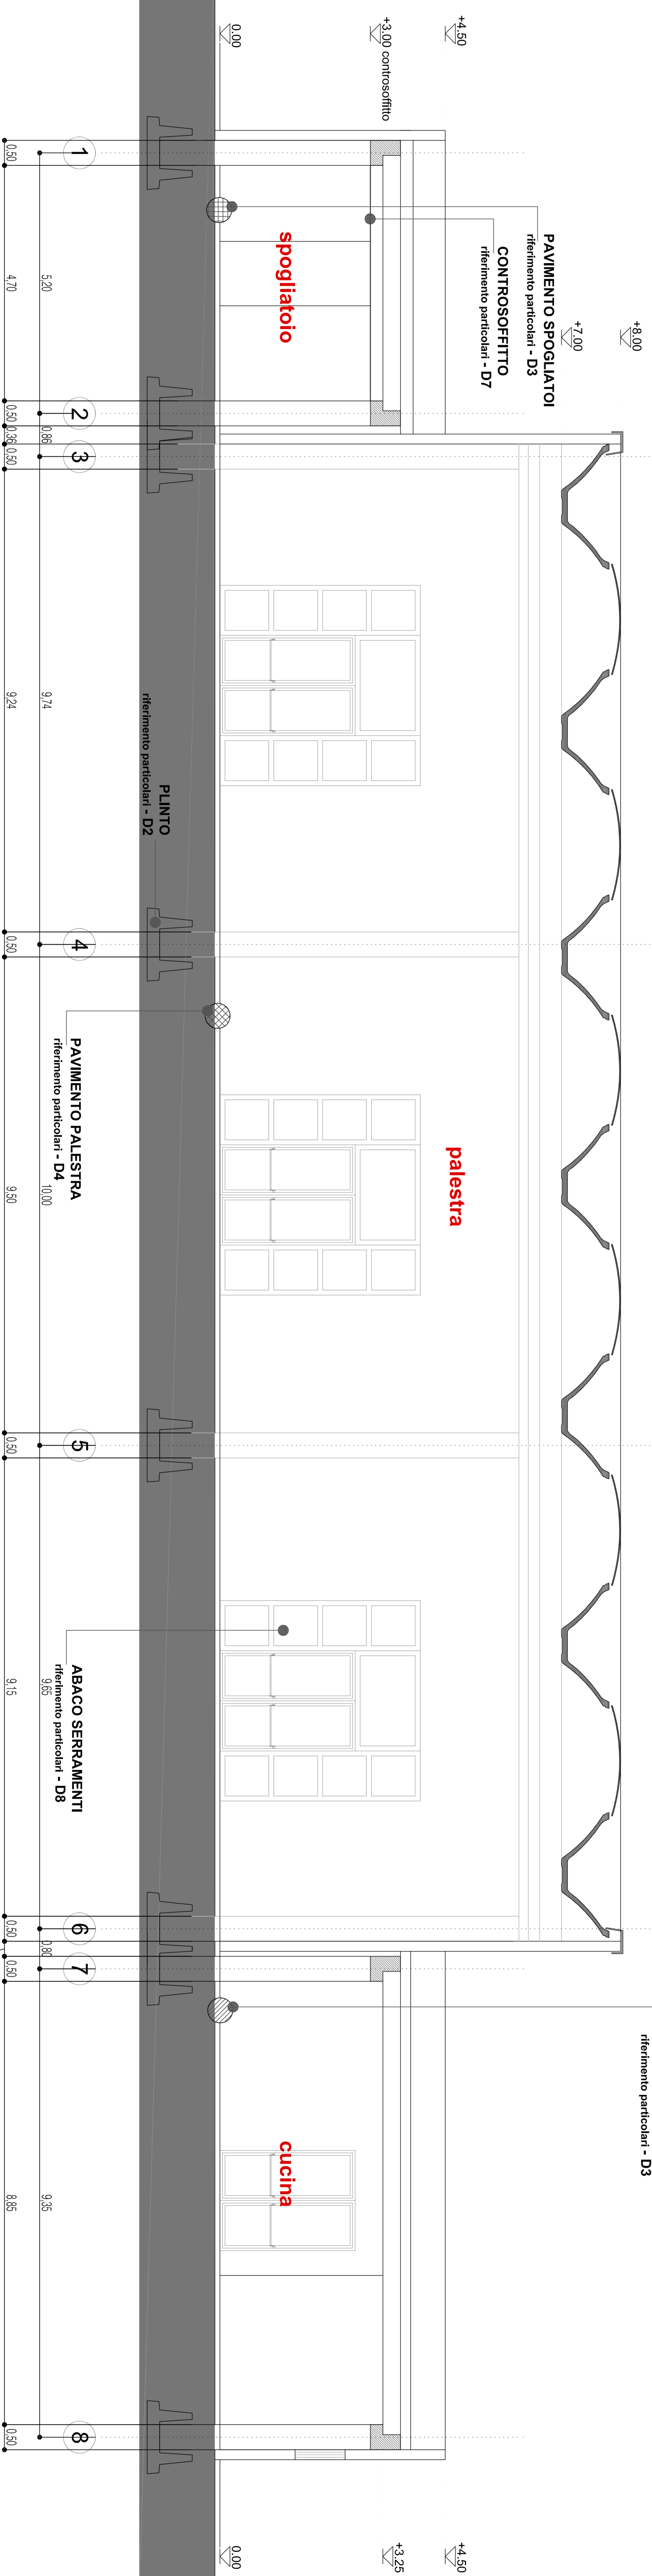 +8.00
+7.00
+4.50
+3.00 controsoffitto
0.00
PAVIMENTO SPOGLIATOI
riferimento particolari - D3
CONTROSOFFITTO
riferimento particolari - D7
riferimento particolari - D3
+4.50
+3.25
0.00
spogliatoio
palestra
cucina
PLINTO
riferimento particolari - D2
PAVIMENTO PALESTRA
riferimento particolari - D4
ABACO SERRAMENTI
riferimento particolari - D8
1
2
3
4
5
6
7
8
5,20
0,86
9,74
10,00
9,65
0,80
9,35
0,50
4,70
0,50
0,36
0,50
9,24
0,50
9,50
0,50
9,15
0,50
0,50
8,85
0,50